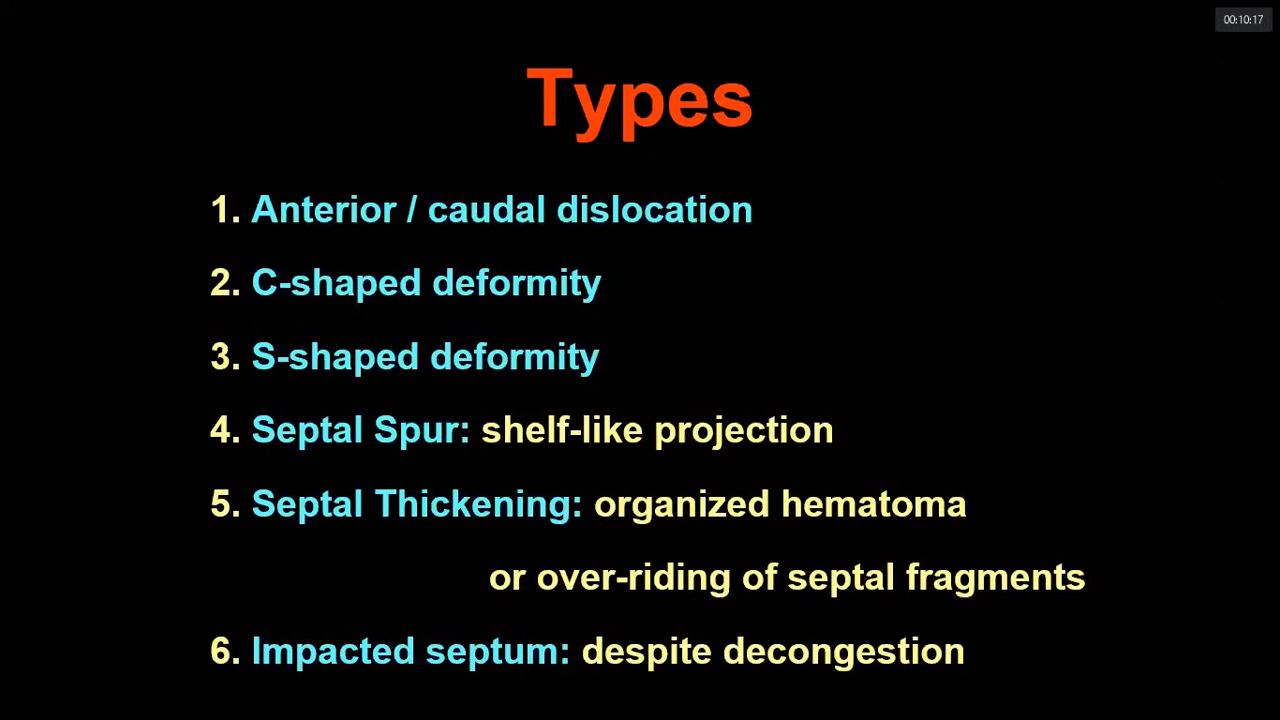 00:10:17
Types
1. Anterior / caudal dislocation
2. C-shaped deformity
3. S-shaped deformity
4. Septal Spur: shelf-like projection
5. Septal Thickening: organized hematoma
or over-riding of septal fragments
6. Impacted septum: despite decongestion